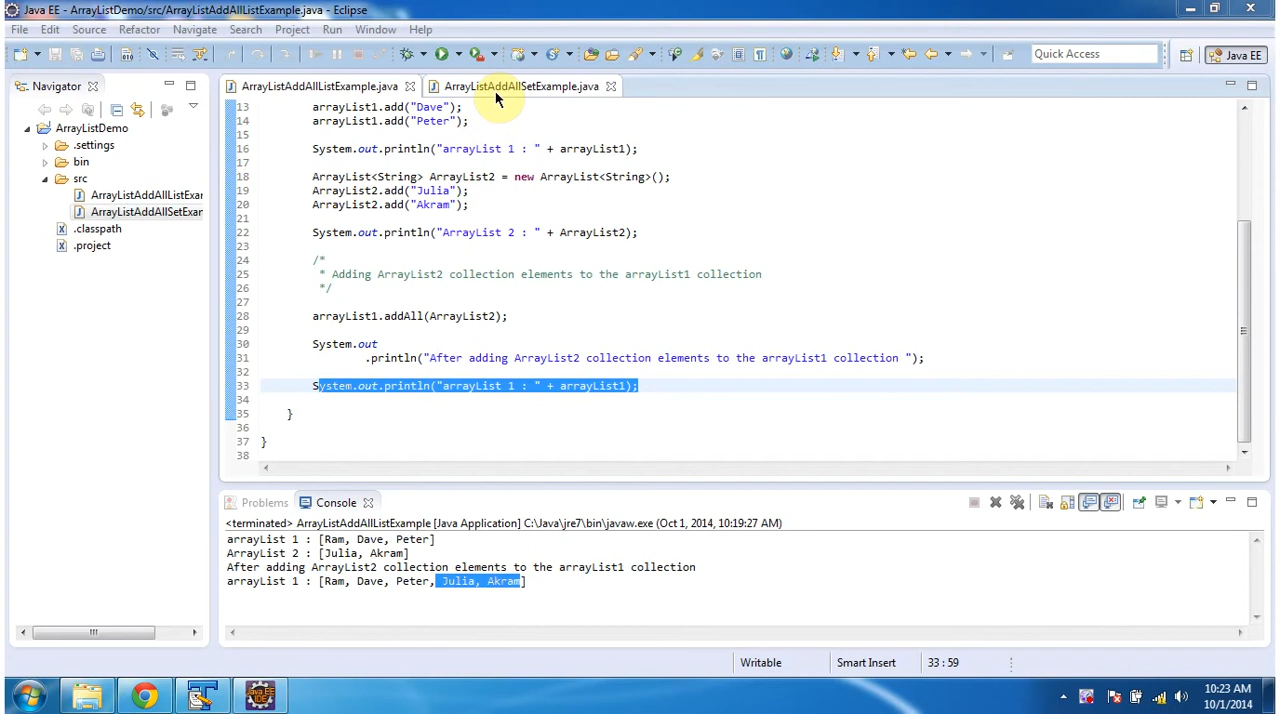 Java EE - ArrayListDemo/src/ArrayListAddAllListExample.java - Eclipse
File Edit Source Refactor Navigate Search Project Run Window Help
Quick Access
Java EE
Navigator
ArrayListAddAllListExample.java
ArrayListAddAllSetExample.java
ArrayListDemo
.settings
bin
src
ArrayListAddAllListExar
ArrayListAddAllSetExar
.classpath
.project
13 arrayList1.add("Dave");
14 arrayList1.add("Peter");
15
16 System.out.println("arrayList 1 : " + arrayList1);
17
18 ArrayList<String> ArrayList2 = new ArrayList<String>();
19 ArrayList2.add("Julia");
20 ArrayList2.add("Akram");
21
22 System.out.println("ArrayList 2 : " + ArrayList2);
23
24 /*
25 * Adding ArrayList2 collection elements to the arrayList1 collection
26 */
27
28 arrayList1.addAll(ArrayList2);
29
30 System.out
31 .println("After adding ArrayList2 collection elements to the arrayList1 collection ");
32
33 System.out.println("arrayList 1 : " + arrayList1);
34
35 }
36
37 }
38
Problems Console
<terminated> ArrayListAddAllListExample [Java Application] C:\Java\jre7\bin\javaw.exe (Oct 1, 2014, 10:19:27 AM)
arrayList 1 : [Ram, Dave, Peter]
ArrayList 2 : [Julia, Akram]
After adding ArrayList2 collection elements to the arrayList1 collection
arrayList 1 : [Ram, Dave, Peter, Julia, Akram]
Writable Smart Insert 33 : 59
Java EE
IDE
10:23 AM
10/1/2014